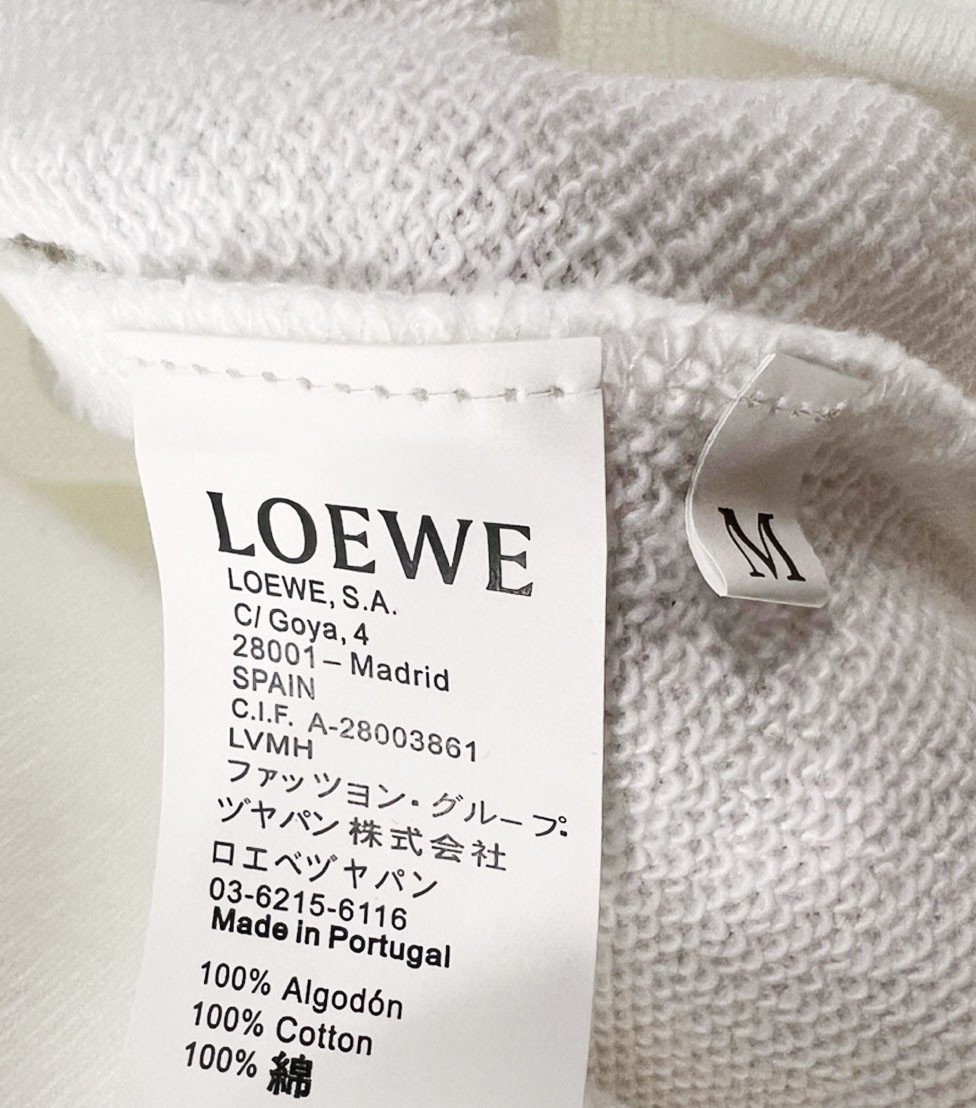 LOEWE
LOEWE, S.A.
C/ Goya, 4
28001 – Madrid
SPAIN
C.I.F. A-28003861
LVMH
ファッツヨン・グループ・
ヅヤパン株式会社
ロエベヅヤパン
03-6215-6116
Made in Portugal
100% Algodón
100% Cotton
100% 綿
M